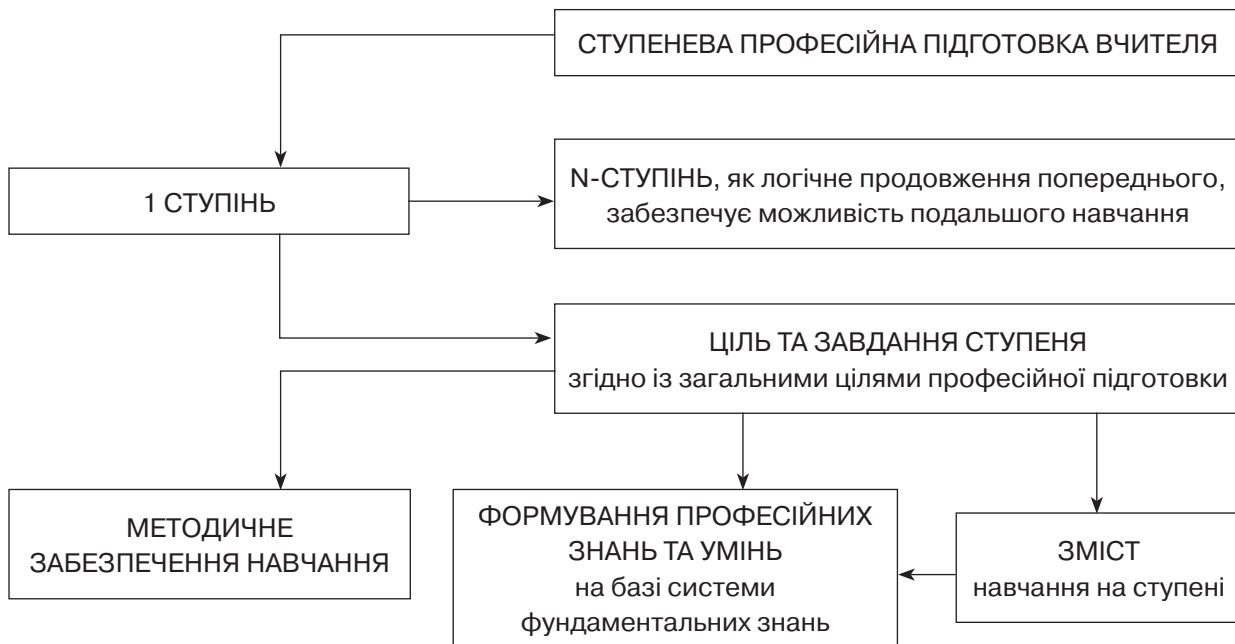 СТУПЕНЕВА ПРОФЕСІЙНА ПІДГОТОВКА ВЧИТЕЛЯ
1 СТУПІНЬ
N-СТУПІНЬ, як логічне продовження попереднього,
забезпечує можливість подальшого навчання
ЦІЛЬ ТА ЗАВДАННЯ СТУПЕНЯ
згідно із загальними цілями професійної підготовки
МЕТОДИЧНЕ
ЗАБЕЗПЕЧЕННЯ НАВЧАННЯ
ФОРМУВАННЯ ПРОФЕСІЙНИХ
ЗНАНЬ ТА УМІНЬ
на базі системи
фундаментальних знань
ЗМІСТ
навчання на ступені